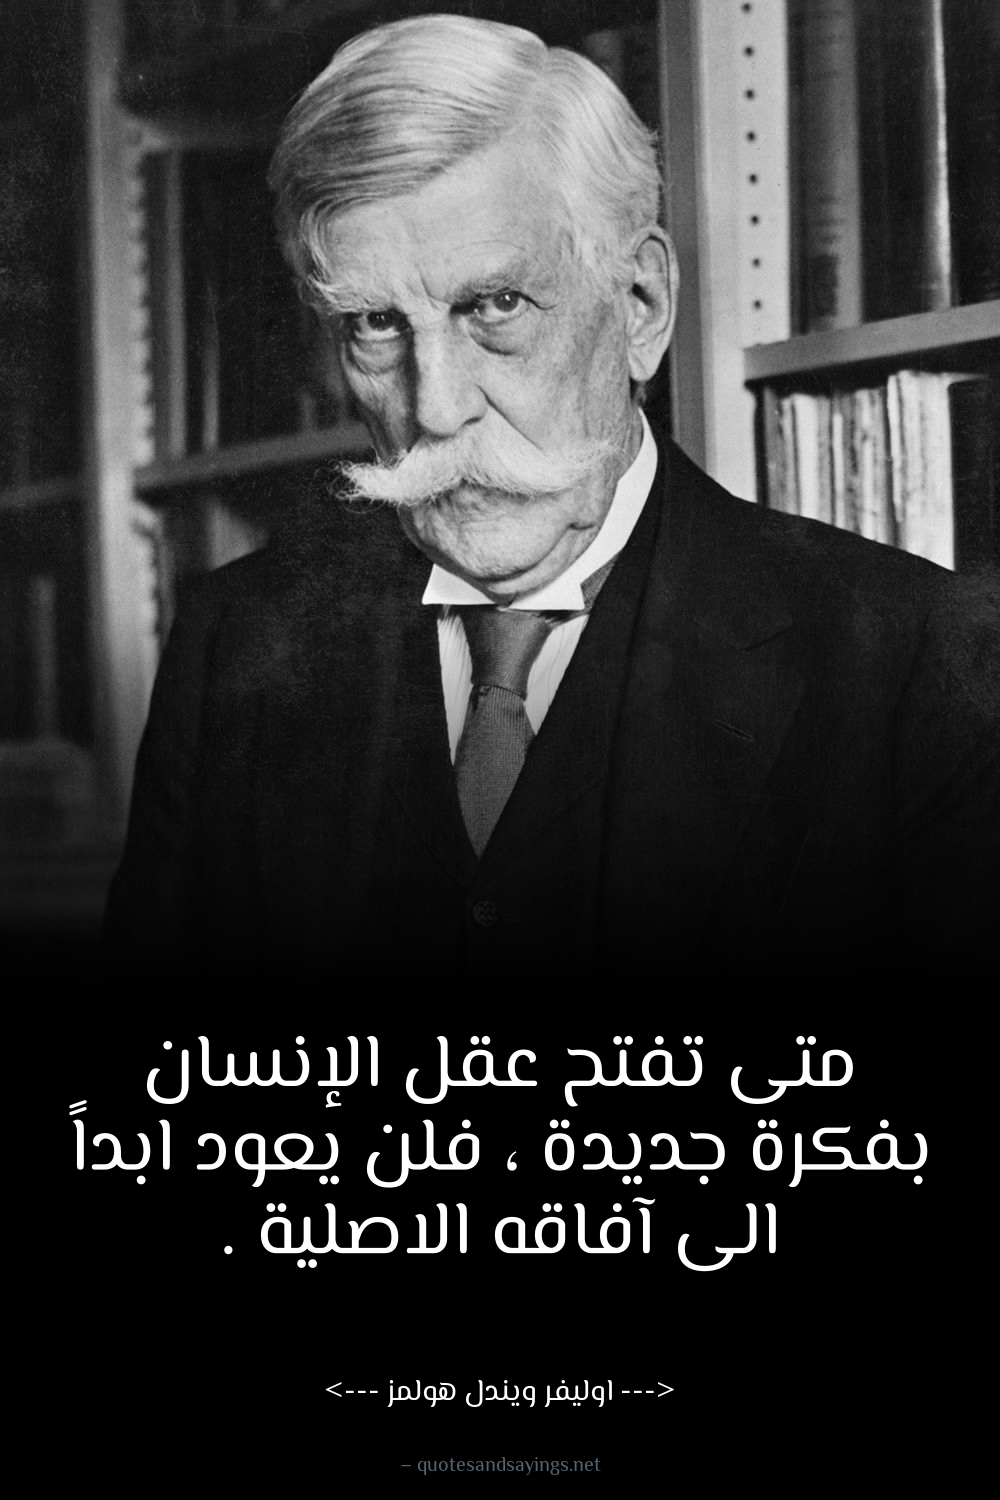 متى تفتح عقل الإنسان
بفكرة جديدة ، فلن يعود ابداً
الى آفاقه الاصلية .
<--- اوليفر ويندل هولمز --->
– quotesandsayings.net